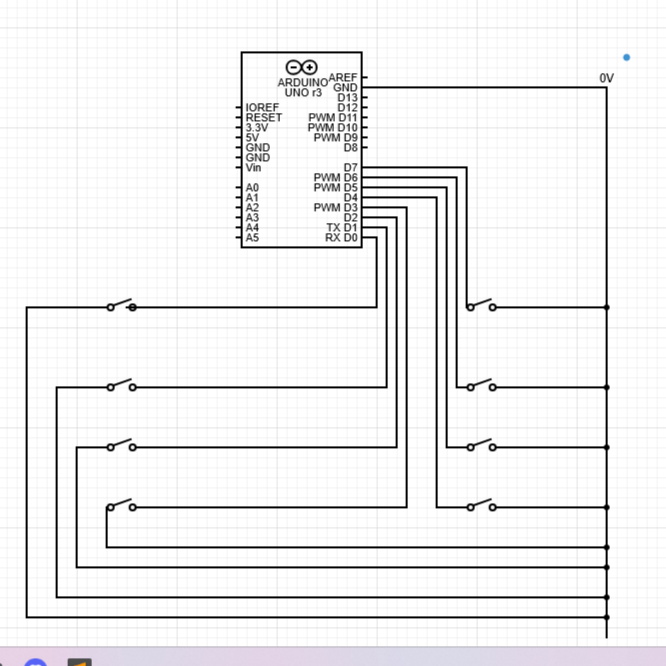 0V
ARDUINO
UNO r3
AREF
GND
D13
IOREF
D12
RESET
PWM D11
3.3V
PWM D10
5V
PWM D9
GND
D8
GND
Vin
D7
PWM D6
A0
PWM D5
A1
D4
A2
PWM D3
A3
D2
A4
TX D1
A5
RX D0